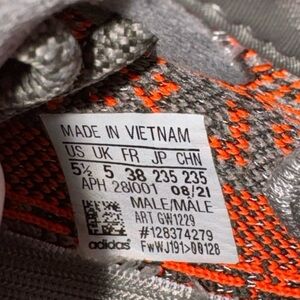 MADE IN VIETNAM
US UK FR JP CHN
5½ 5 38 235 235
APH 28I001 08/21
MALE/MALE
ART GW1229
#128374279
adidas FwWJ191>00128